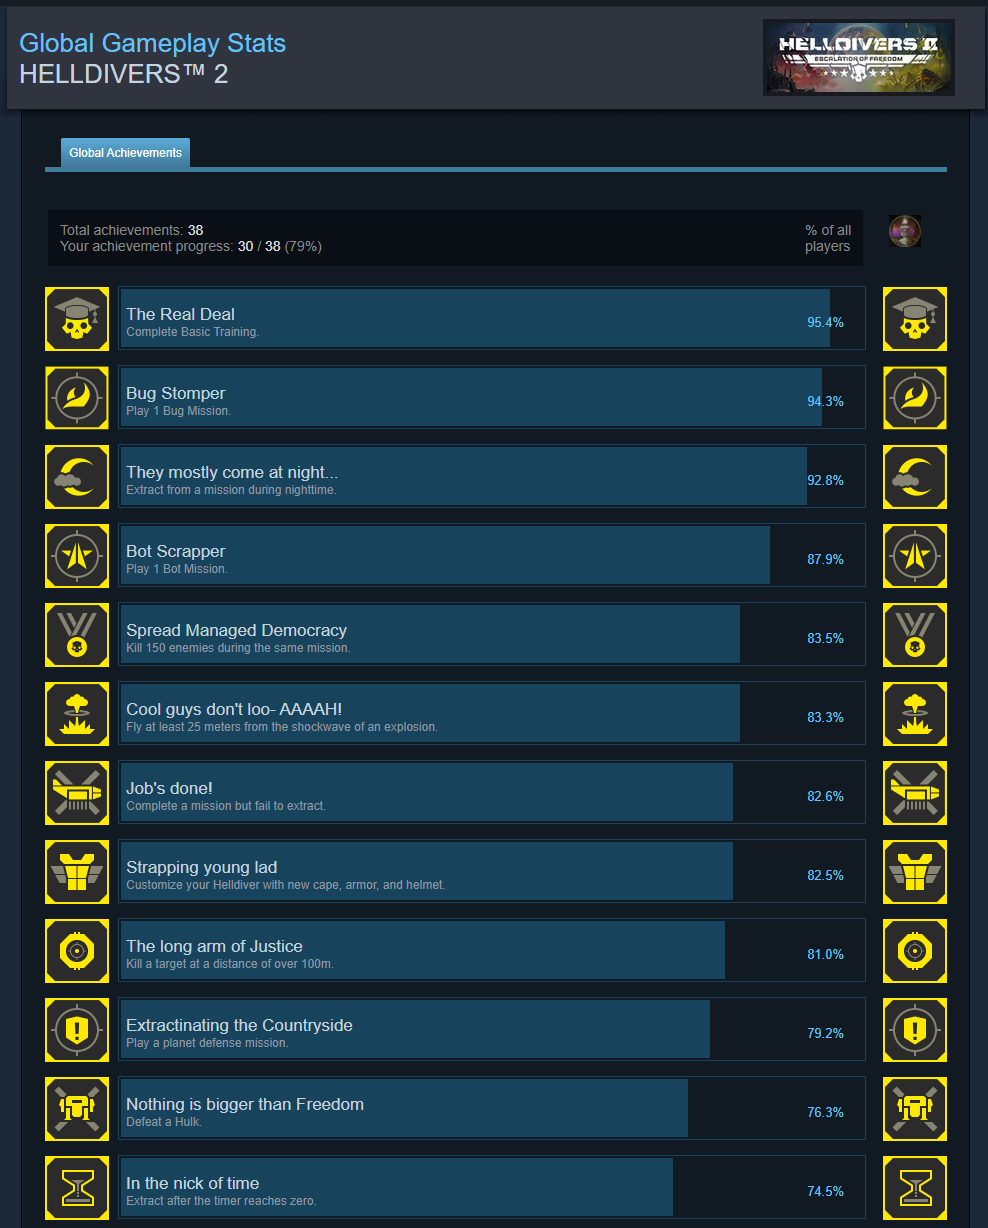 Global Gameplay Stats
HELLDIVERS™ 2
HELLDIVERS II
ESCALATION OF FREEDOM
Global Achievements
Total achievements: 38
Your achievement progress: 30 / 38 (79%)
% of all
players
The Real Deal
Complete Basic Training.
95.4%
Bug Stomper
Play 1 Bug Mission.
94.3%
They mostly come at night...
Extract from a mission during nighttime.
92.8%
Bot Scrapper
Play 1 Bot Mission.
87.9%
Spread Managed Democracy
Kill 150 enemies during the same mission.
83.5%
Cool guys don't loo- AAAAH!
Fly at least 25 meters from the shockwave of an explosion.
83.3%
Job's done!
Complete a mission but fail to extract.
82.6%
Strapping young lad
Customize your Helldiver with new cape, armor, and helmet.
82.5%
The long arm of Justice
Kill a target at a distance of over 100m.
81.0%
Extractinating the Countryside
Play a planet defense mission.
79.2%
Nothing is bigger than Freedom
Defeat a Hulk.
76.3%
In the nick of time
Extract after the timer reaches zero.
74.5%